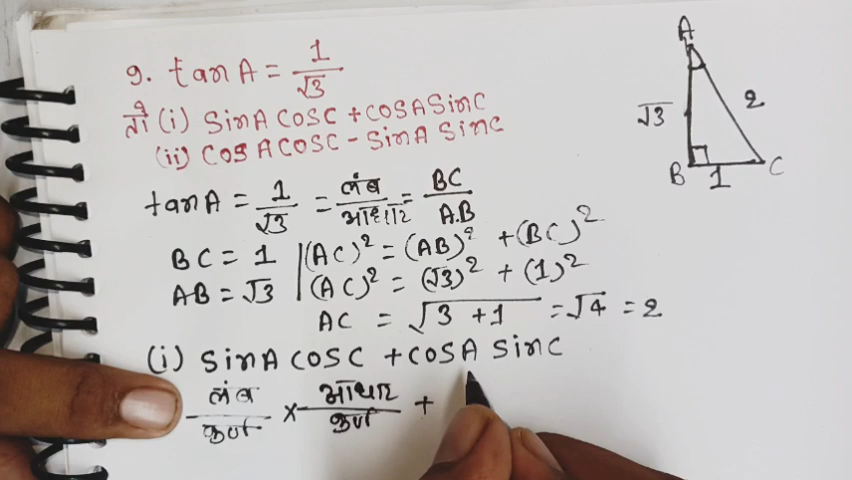 9. tan A = 1/√3
ता (i) SinA COSC + COSA SinC
(ii) COSA COSC - SinA SinC
tanA = 1/√3 = लंब/आधार = BC/AB
BC = 1 | (AC)² = (AB)² + (BC)²
AB = √3 | (AC)² = (√3)² + (1)²
AC = √3+1 = √4 = 2
(i) SinA COSC + COSA SinC
लंब/कर्ण × आधार/कर्ण +
A
√3
2
B 1 C